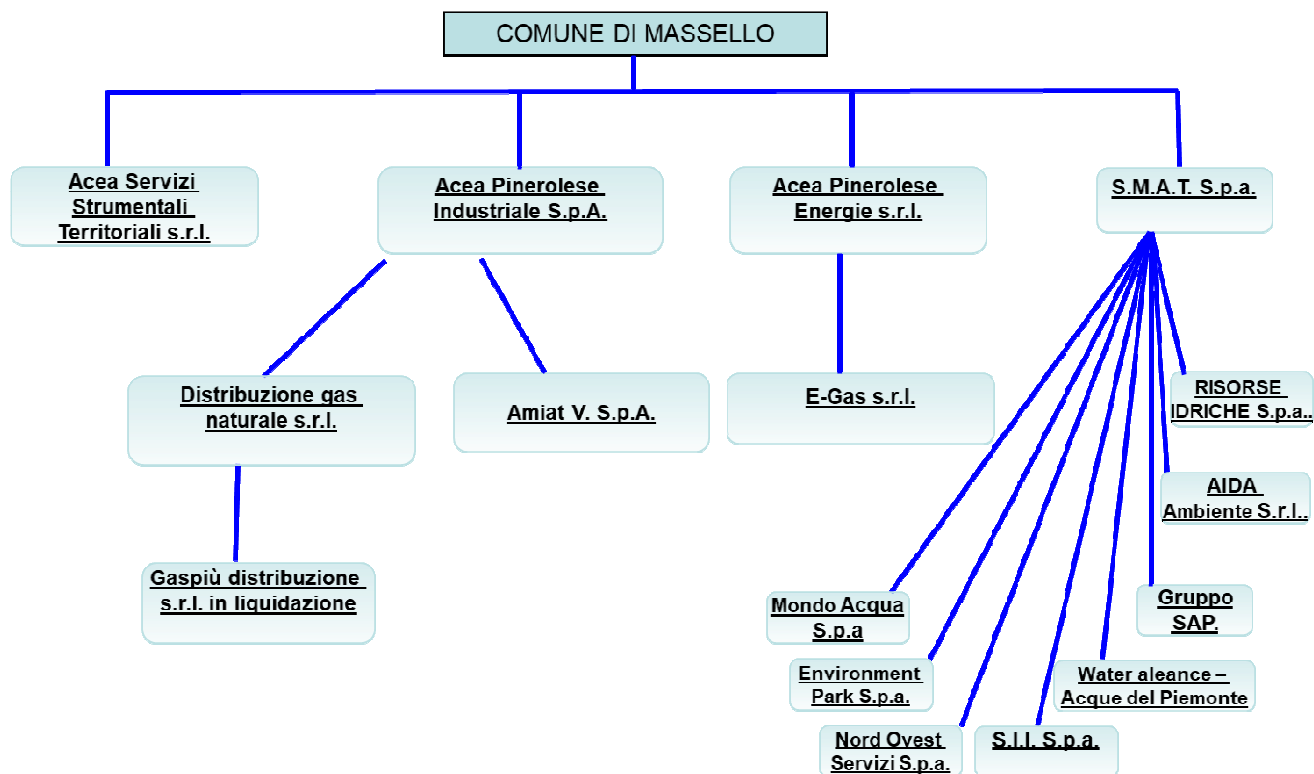 COMUNE DI MASSELLO
Acea Servizi
Strumentali
Territoriali s.r.l.
Acea Pinerolese
Industriale S.p.A.
Acea Pinerolese
Energie s.r.l.
S.M.A.T. S.p.a.
Distribuzione gas
naturale s.r.l.
Amiat V. S.p.A.
E-Gas s.r.l.
RISORSE
IDRICHE S.p.a..
AIDA
Ambiente S.r.l..
Gaspiù distribuzione
s.r.l. in liquidazione
Mondo Acqua
S.p.a
Gruppo
SAP.
Environment
Park S.p.a.
Water aleance –
Acque del Piemonte
Nord Ovest
Servizi S.p.a.
S.I.I. S.p.a.